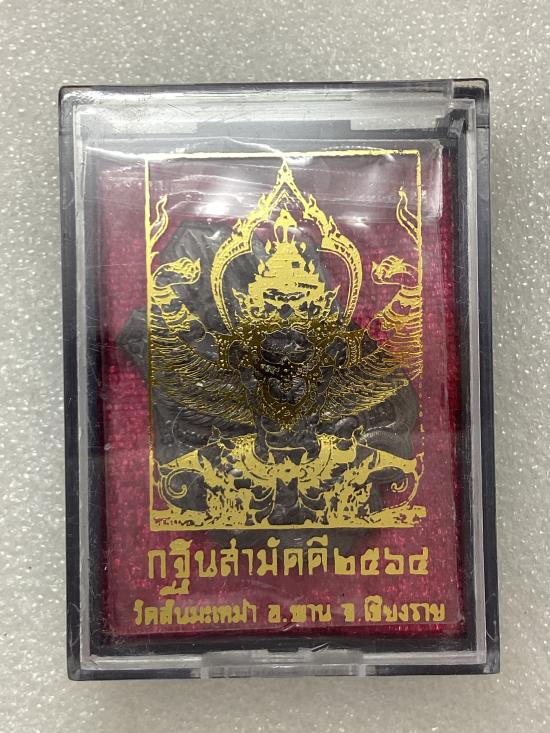 กฐินสามัคคี๒๕๖๔
วัดสันมะเหม้า อ.พาน จ.เชียงราย